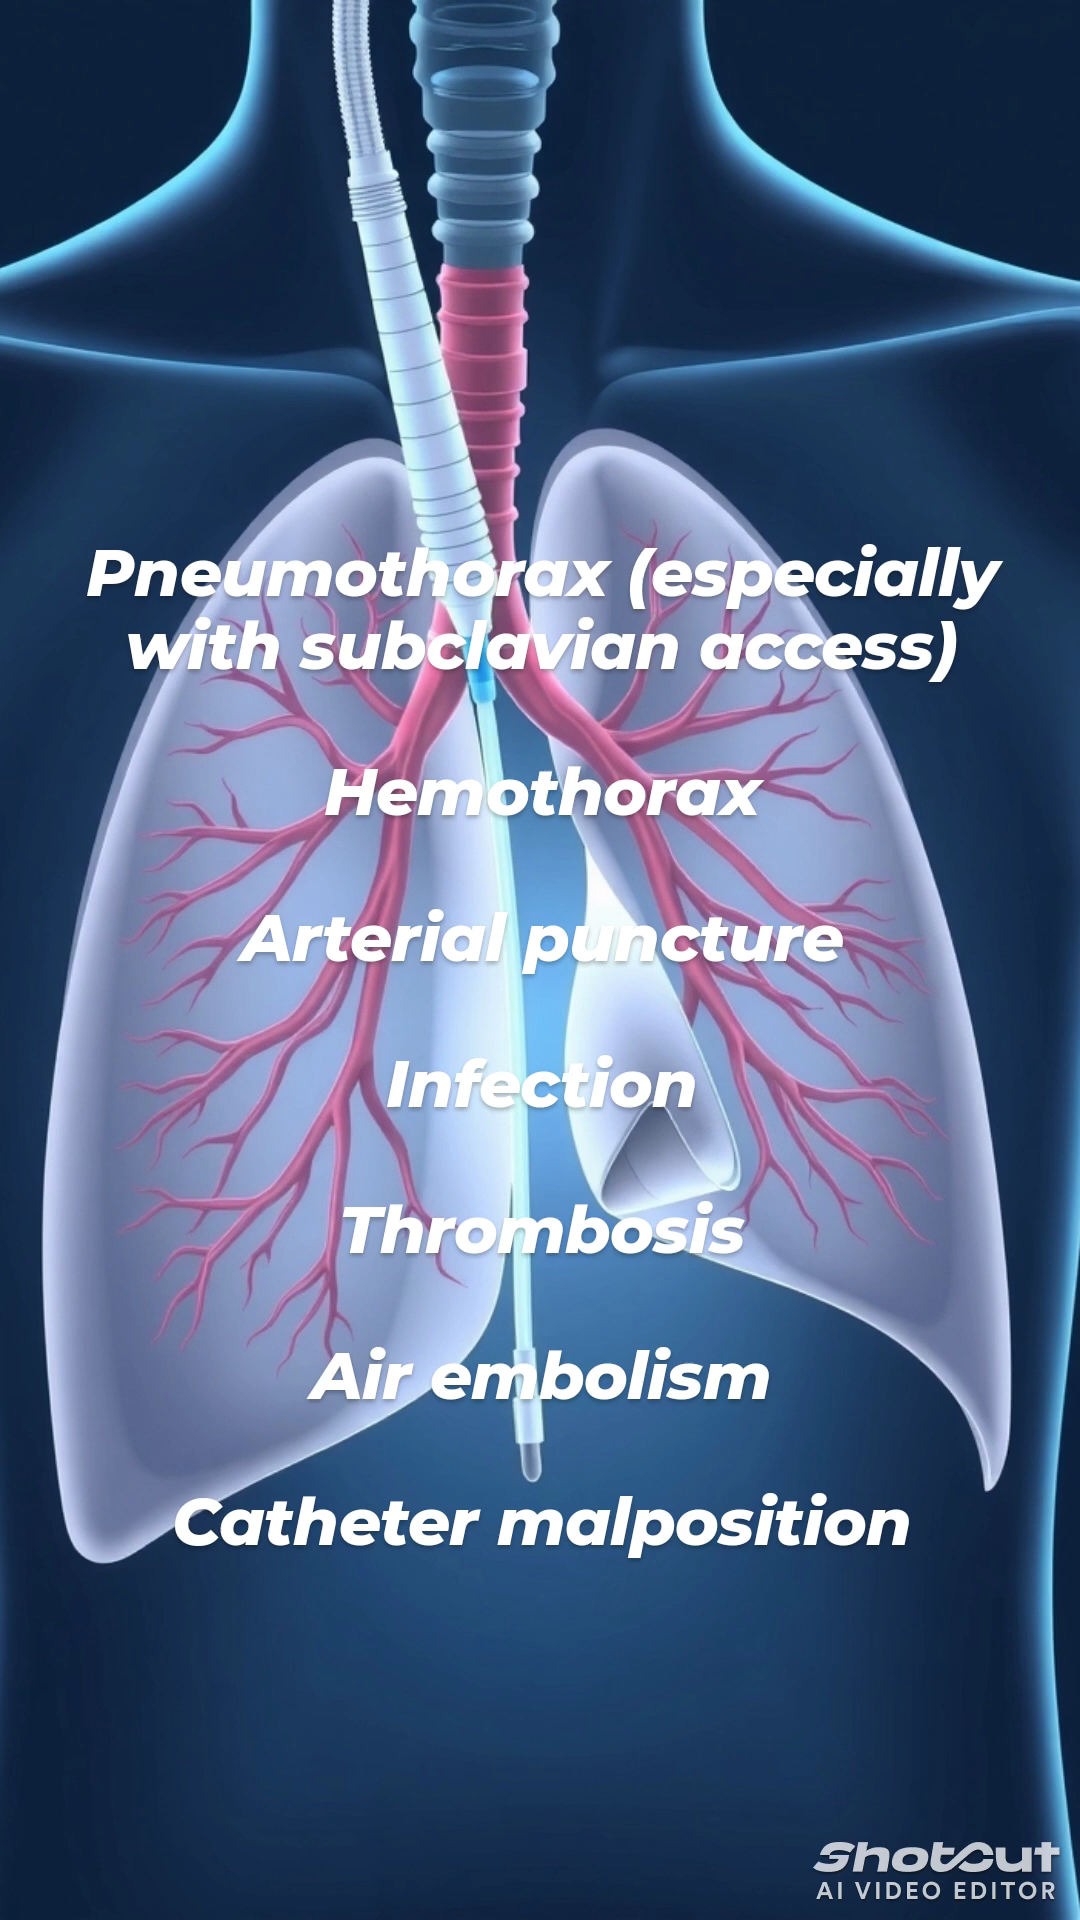 Pneumothorax (especially
with subclavian access)
Hemothorax
Arterial puncture
Infection
Thrombosis
Air embolism
Catheter malposition
ShotCut
AI VIDEO EDITOR